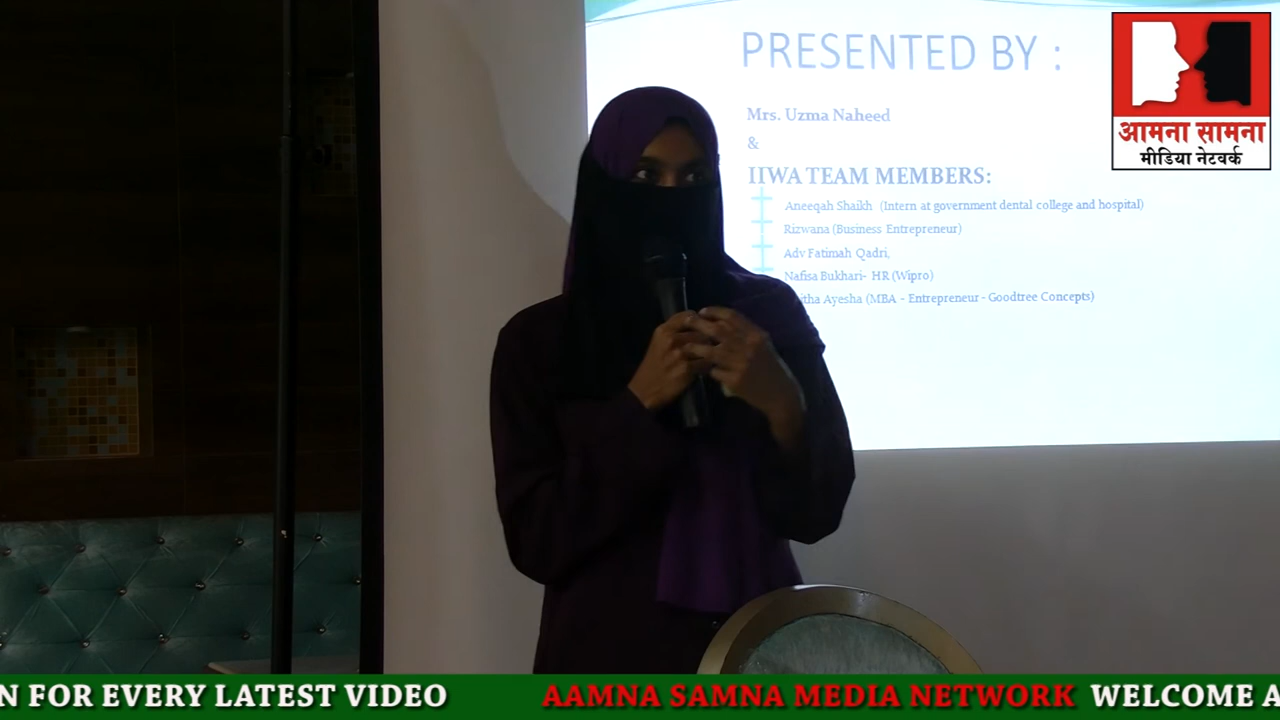 PRESENTED BY :
Mrs. Uzma Naheed
&
IIWA TEAM MEMBERS:
Aneeqah Shaikh (Intern at government dental college and hospital)
Rizwana (Business Entrepreneur)
Adv Fatimah Qadri,
Nafisa Bukhari- HR (Wipro)
Ayesha (MBA - Entrepreneur - Goodtree Concepts)
आमना सामना
मीडिया नेटवर्क
FOR EVERY LATEST VIDEO AAMNA SAMNA MEDIA NETWORK WELCOME